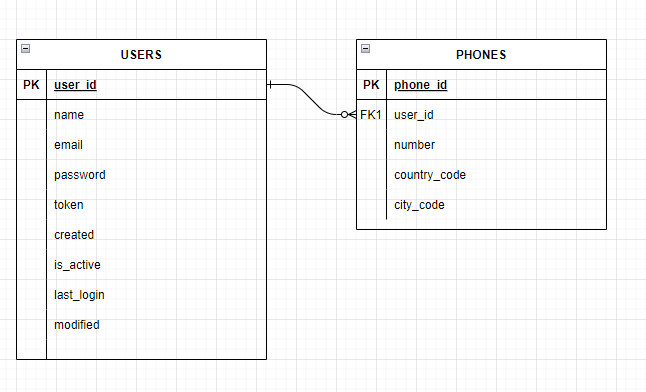 USERS
PK user_id
name
email
password
token
created
is_active
last_login
modified
PHONES
PK phone_id
FK1 user_id
number
country_code
city_code